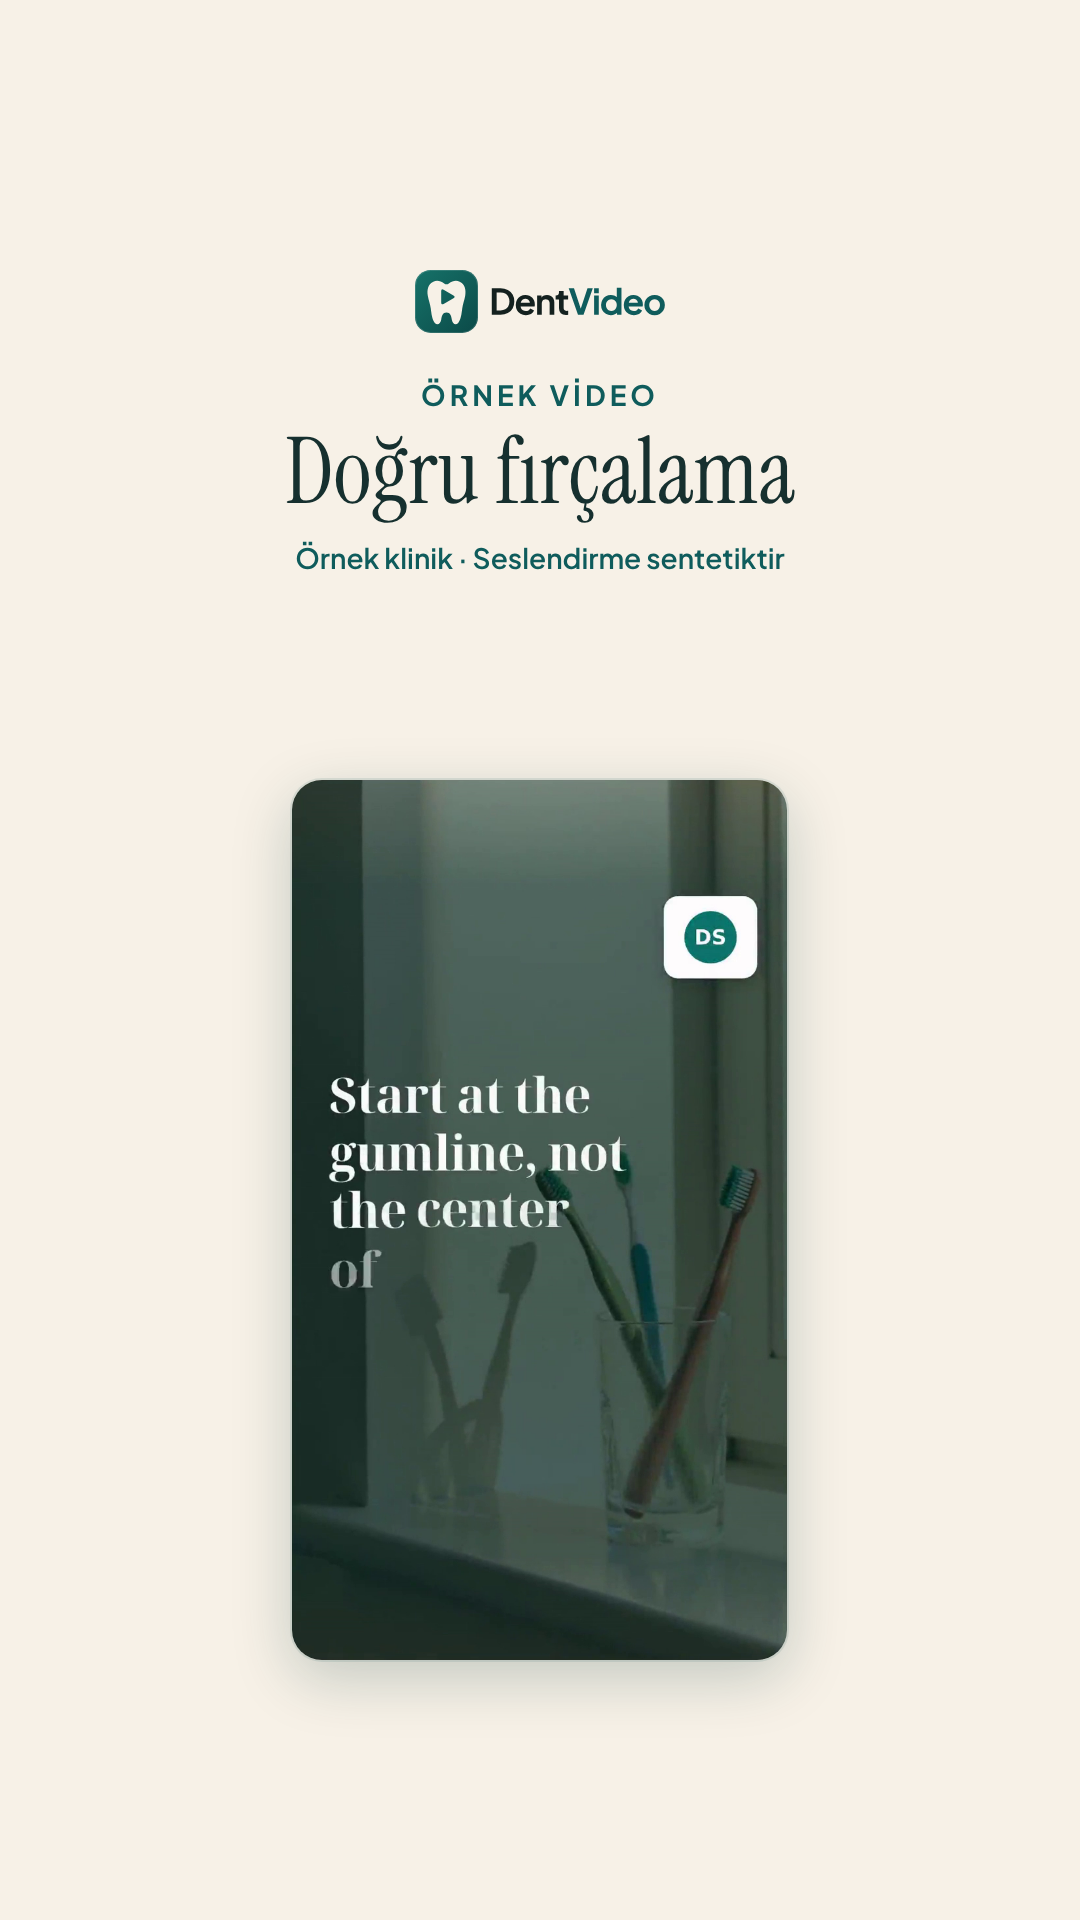 DentVideo
ÖRNEK VİDEO
Doğru fırçalama
Örnek klinik · Seslendirme sentetiktir
DS
Start at the
gumline, not
the center
of